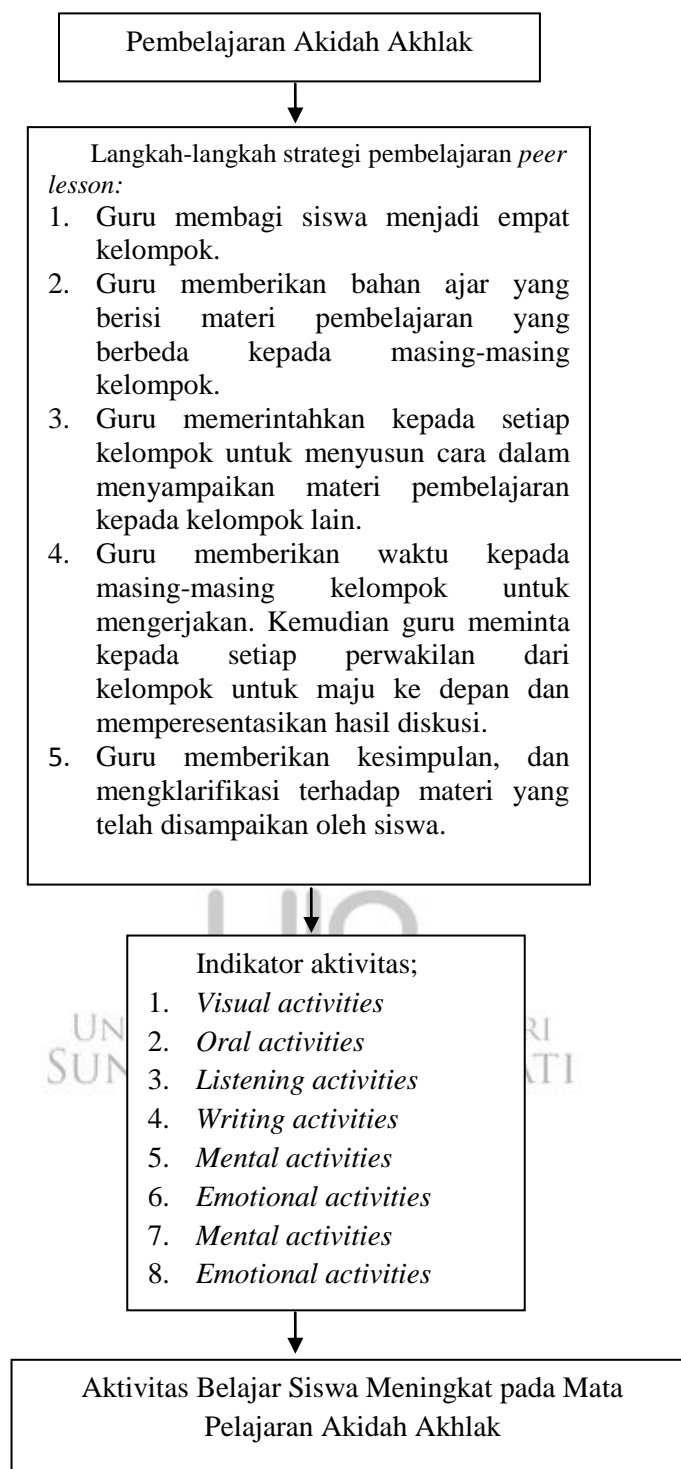 Pembelajaran Akidah Akhlak
Langkah-langkah strategi pembelajaran peer
lesson:
1. Guru membagi siswa menjadi empat
kelompok.
2. Guru memberikan bahan ajar yang
berisi materi pembelajaran yang
berbeda kepada masing-masing
kelompok.
3. Guru memerintahkan kepada setiap
kelompok untuk menyusun cara dalam
menyampaikan materi pembelajaran
kepada kelompok lain.
4. Guru memberikan waktu kepada
masing-masing kelompok untuk
mengerjakan. Kemudian guru meminta
kepada setiap perwakilan dari
kelompok untuk maju ke depan dan
memperesentasikan hasil diskusi.
5. Guru memberikan kesimpulan, dan
mengklarifikasi terhadap materi yang
telah disampaikan oleh siswa.
Indikator aktivitas;
1. Visual activities
2. Oral activities
3. Listening activities
4. Writing activities
5. Mental activities
6. Emotional activities
7. Mental activities
8. Emotional activities
Aktivitas Belajar Siswa Meningkat pada Mata
Pelajaran Akidah Akhlak